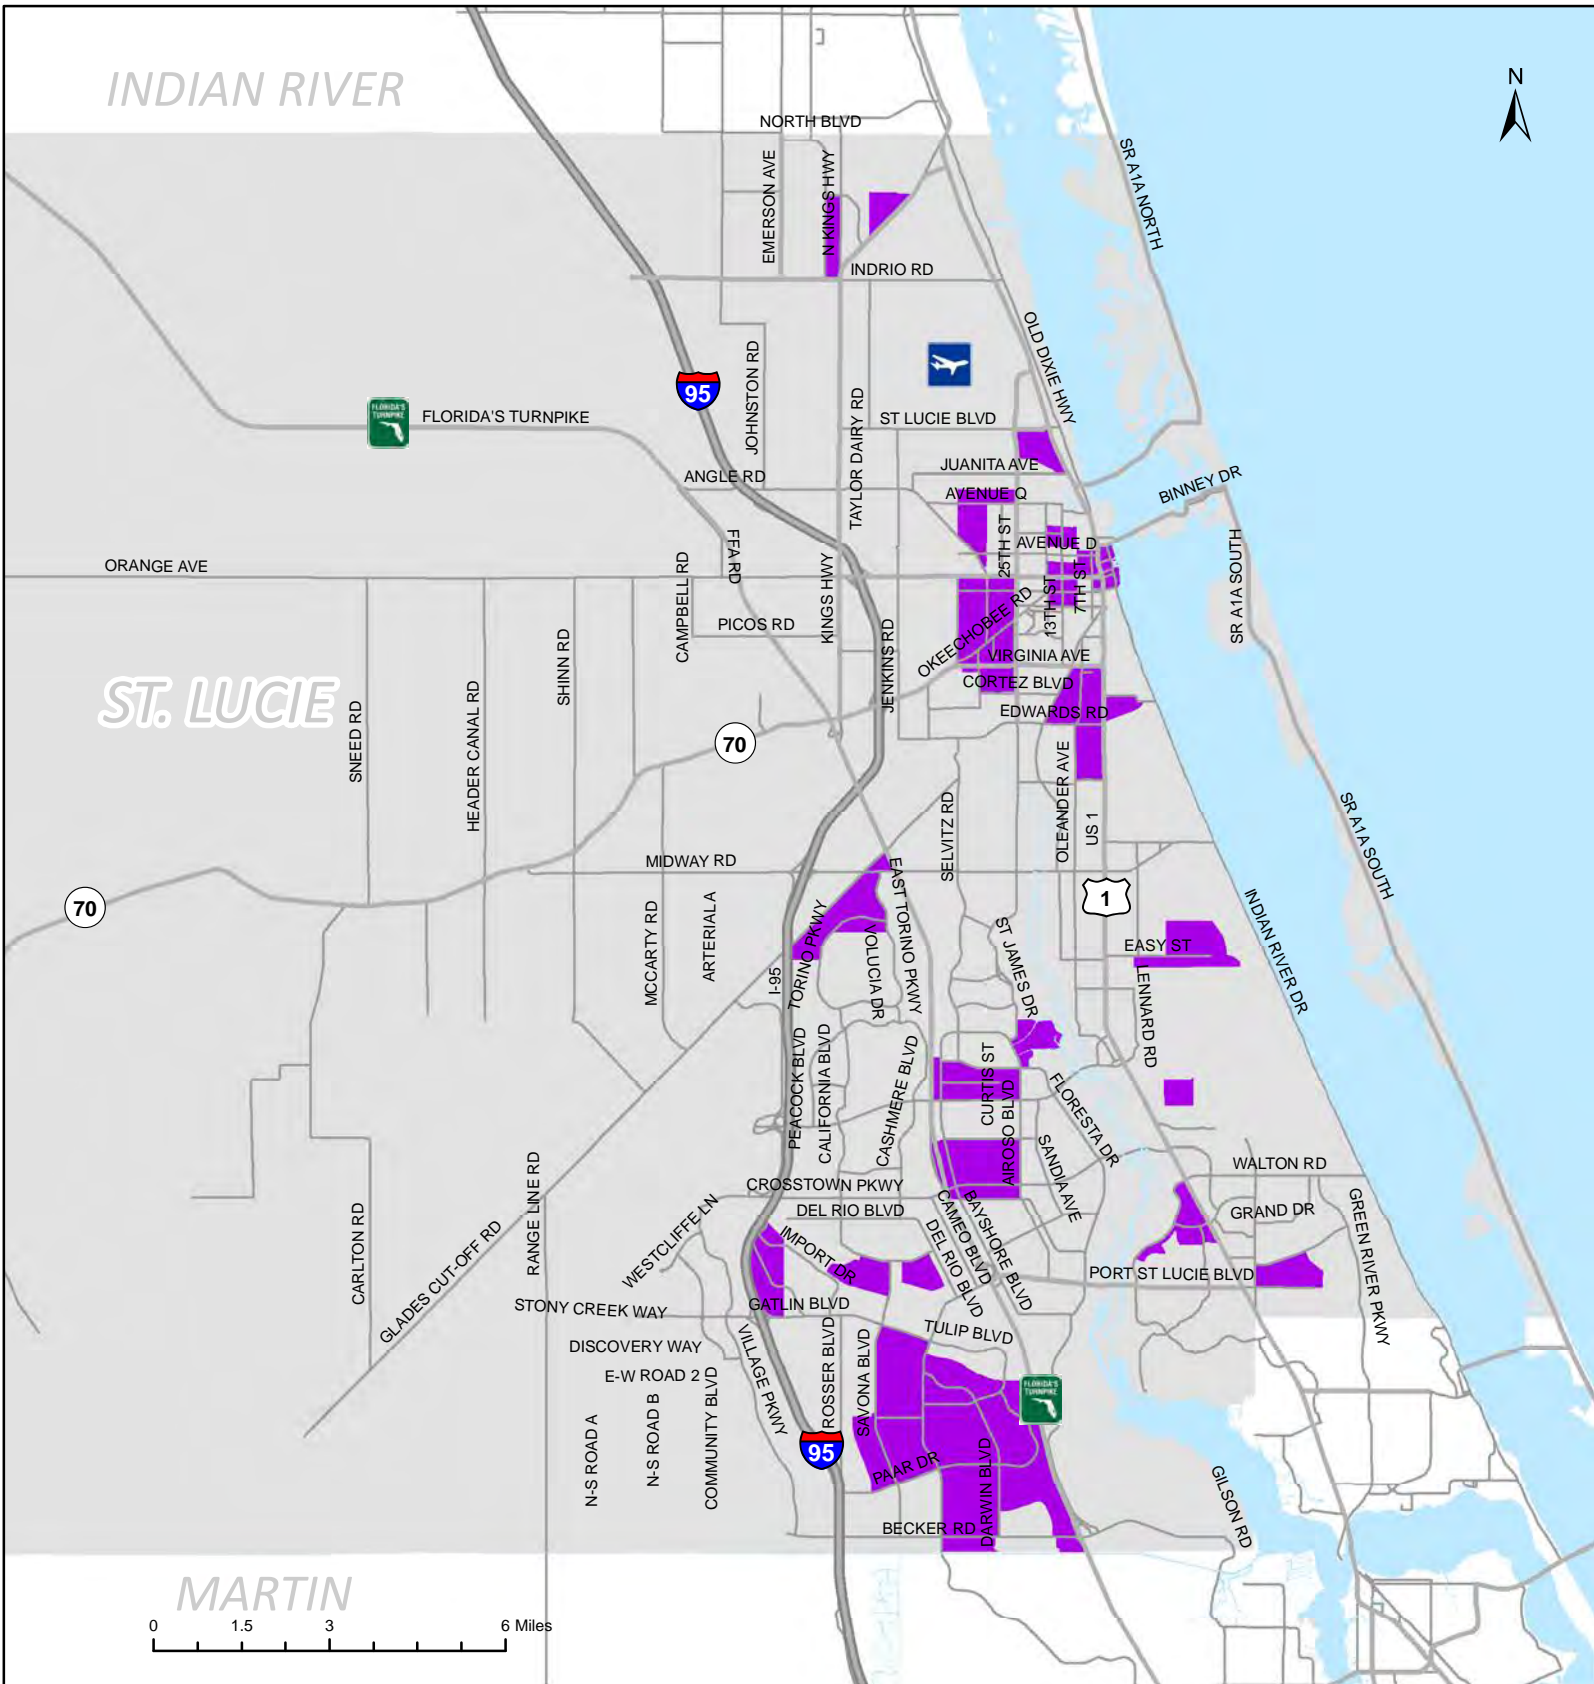 INDIAN RIVER
N
NORTH BLVD
SR A1A NORTH
EMERSON AVE
N KINGS HWY
INDRIO RD
OLD DIXIE HWY
JOHNSTON RD
95
FLORIDA'S TURNPIKE
FLORIDA'S TURNPIKE
TAYLOR DAIRY RD
ST LUCIE BLVD
JUANITA AVE
ANGLE RD
BINNEY DR
AVENUE Q
25TH ST
AVENUE D
FFA RD
ORANGE AVE
CAMPBELL RD
KINGS HWY
SR A1A SOUTH
13TH ST
7TH ST
PICOS RD
OKEECHOBEE RD
SHINN RD
JENKINS RD
VIRGINIA AVE
CORTEZ BLVD
ST. LUCIE
SNEED RD
HEADER CANAL RD
EDWARDS RD
70
OLEANDER AVE
US 1
SELVITZ RD
SR A1A SOUTH
MIDWAY RD
EAST TORINO PKWY
70
1
MCCARTY RD
ARTERIAL A
TORINO PKWY
VOLUCIA DR
ST JAMES DR
EASY ST
INDIAN RIVER DR
I-95
LENNARD RD
PEACOCK BLVD
CALIFORNIA BLVD
CASHMERE BLVD
CURTIS ST
AIROSO BLVD
FLORESTA DR
SANDIA AVE
WALTON RD
RANGE LINE RD
CROSSTOWN PKWY
GREEN RIVER PKWY
WESTCLIFFE LN
DEL RIO BLVD
CAMEO BLVD
BAYSHORE BLVD
GRAND DR
CARLTON RD
GLADES CUT-OFF RD
IMPORT DR
DEL RIO BLVD
PORT ST LUCIE BLVD
STONY CREEK WAY
GATLIN BLVD
TULIP BLVD
DISCOVERY WAY
VILLAGE PKWY
ROSSER BLVD
SAVONA BLVD
E-W ROAD 2
FLORIDA'S TURNPIKE
N-S ROAD A
N-S ROAD B
COMMUNITY BLVD
95
PAAR DR
DARWIN BLVD
GILSON RD
BECKER RD
MARTIN
0 1.5 3 6 Miles